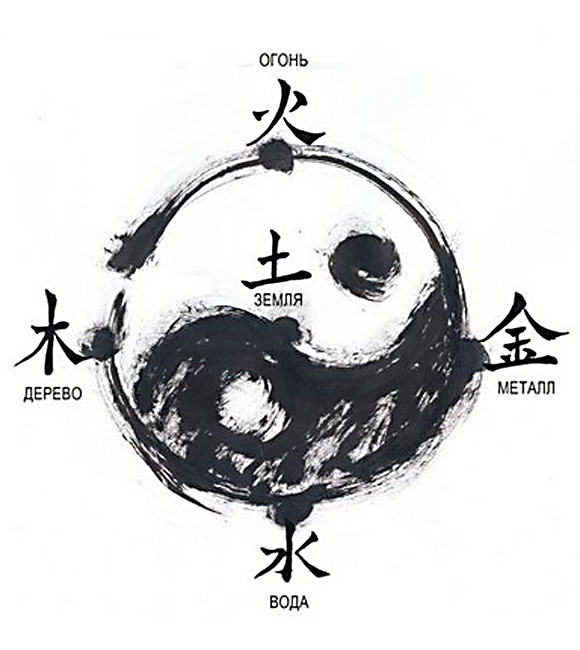 ОГОНЬ
火
土
ЗЕМЛЯ
木
ДЕРЕВО
金
МЕТАЛЛ
水
ВОДА